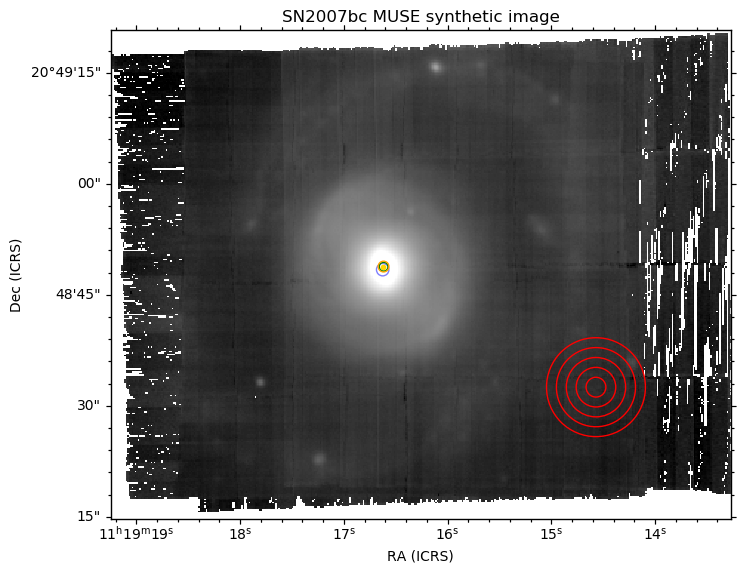 SN2007bc MUSE synthetic image
Dec (ICRS)
20°49'15"
00"
48'45"
30"
15"
11ʰ19ᵐ19ˢ 18ˢ 17ˢ 16ˢ 15ˢ 14ˢ
RA (ICRS)